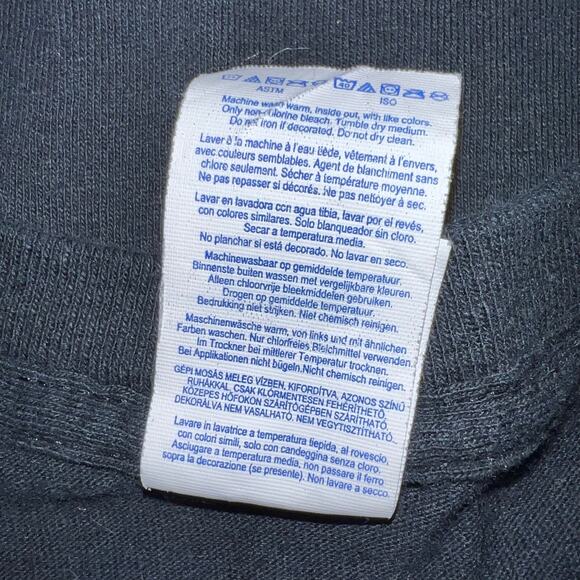 ASTM ISO
Machine wash warm, inside out, with like colors.
Only non-chlorine bleach. Tumble dry medium.
Do not iron if decorated. Do not dry clean.
Laver à la machine à l'eau tiède, vêtement à l'envers,
avec couleurs semblables. Agent de blanchiment sans
chlore seulement. Sécher à température moyenne.
Ne pas repasser si décorés. Ne pas nettoyer à sec.
Lavar en lavadora con agua tibia, lavar por el revés,
con colores similares. Solo blanqueador sin cloro.
Secar a temperatura media.
No planchar si está decorado. No lavar en seco.
Machinewasbaar op gemiddelde temperatuur.
Binnenste buiten wassen met vergelijkbare kleuren.
Alleen chloorvrije bleekmiddelen gebruiken.
Drogen op gemiddelde temperatuur.
Bedrukking niet strijken. Niet chemisch reinigen.
Maschinenwäsche warm, von links und mit ähnlichen
Farben waschen. Nur chlorfreies Bleichmittel verwenden.
Im Trockner bei mittlerer Temperatur trocknen.
Bei Applikationen nicht bügeln. Nicht chemisch reinigen.
GÉPI MOSÁS MELEG VÍZBEN, KIFORDÍTVA, AZONOS SZÍNŰ
RUHÁKKAL, CSAK KLÓRMENTESEN FEHÉRÍTHETŐ,
KÖZEPES HŐFOKON SZÁRÍTÓGÉPBEN SZÁRÍTHATÓ,
DEKORÁLVA NEM VASALHATÓ. NEM VEGYTISZTÍTHATÓ
Lavare in lavatrice a temperatura tiepida, al rovescio,
con colori simili, solo con candeggina senza cloro.
Asciugare a temperatura media, non passare il ferro
sopra la decorazione (se presente). Non lavare a secco.